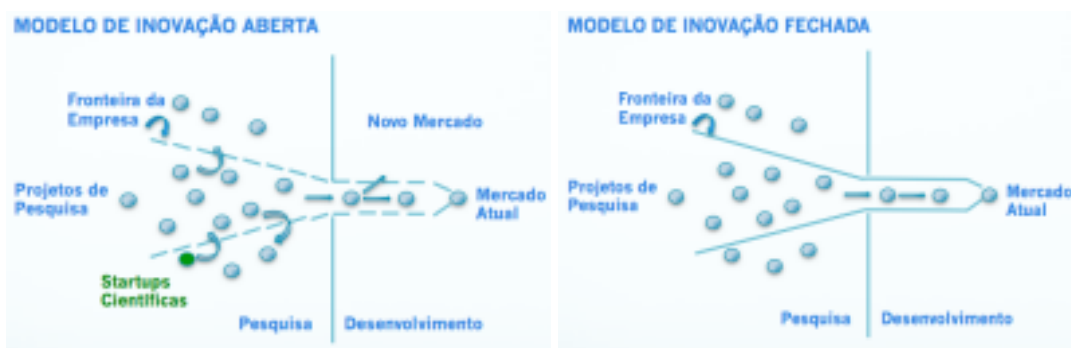 MODELO DE INOVAÇÃO ABERTA
Fronteira da
Empresa
Novo Mercado
Projetos de
Pesquisa
Mercado
Atual
Startups
Científicas
Pesquisa
Desenvolvimento
MODELO DE INOVAÇÃO FECHADA
Fronteira da
Empresa
Projetos de
Pesquisa
Mercado
Atual
Pesquisa
Desenvolvimento